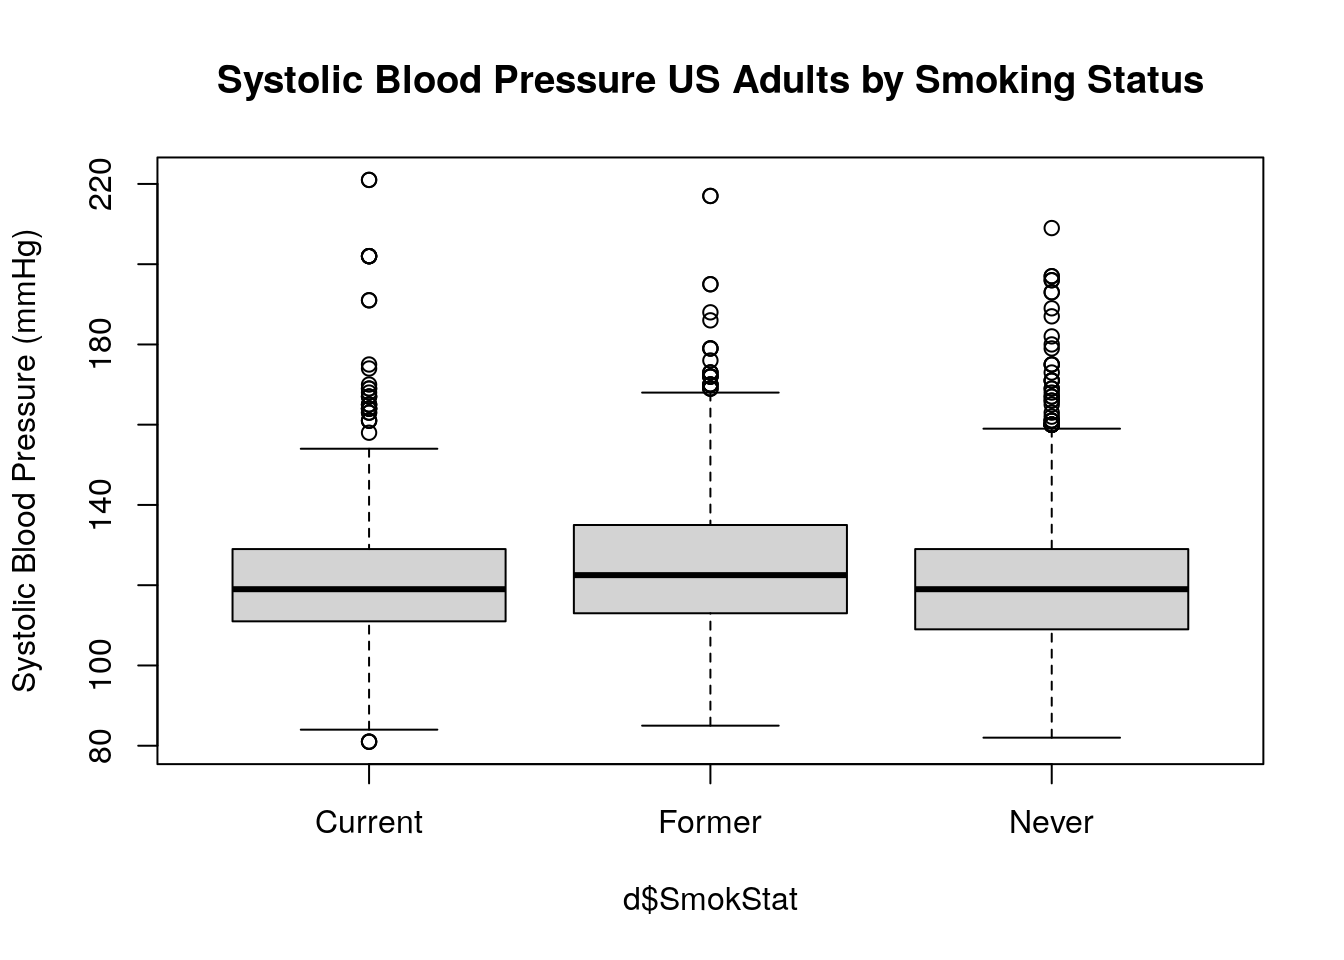 Systolic Blood Pressure US Adults by Smoking Status
Systolic Blood Pressure (mmHg)
220
180
140
100
80
Current Former Never
d$SmokStat